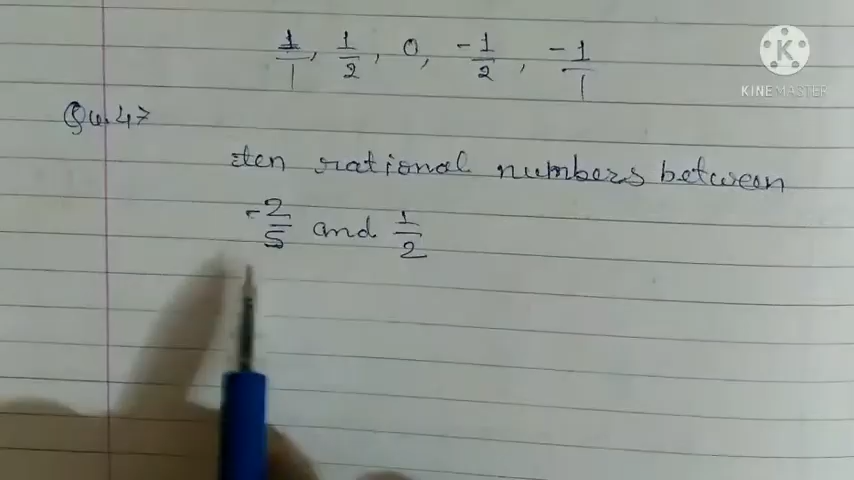 1/1, 1/2, 0, -1/2, -1/1
K
KINEMASTER
Qu.47
ten rational numbers between
-2/5 and 1/2